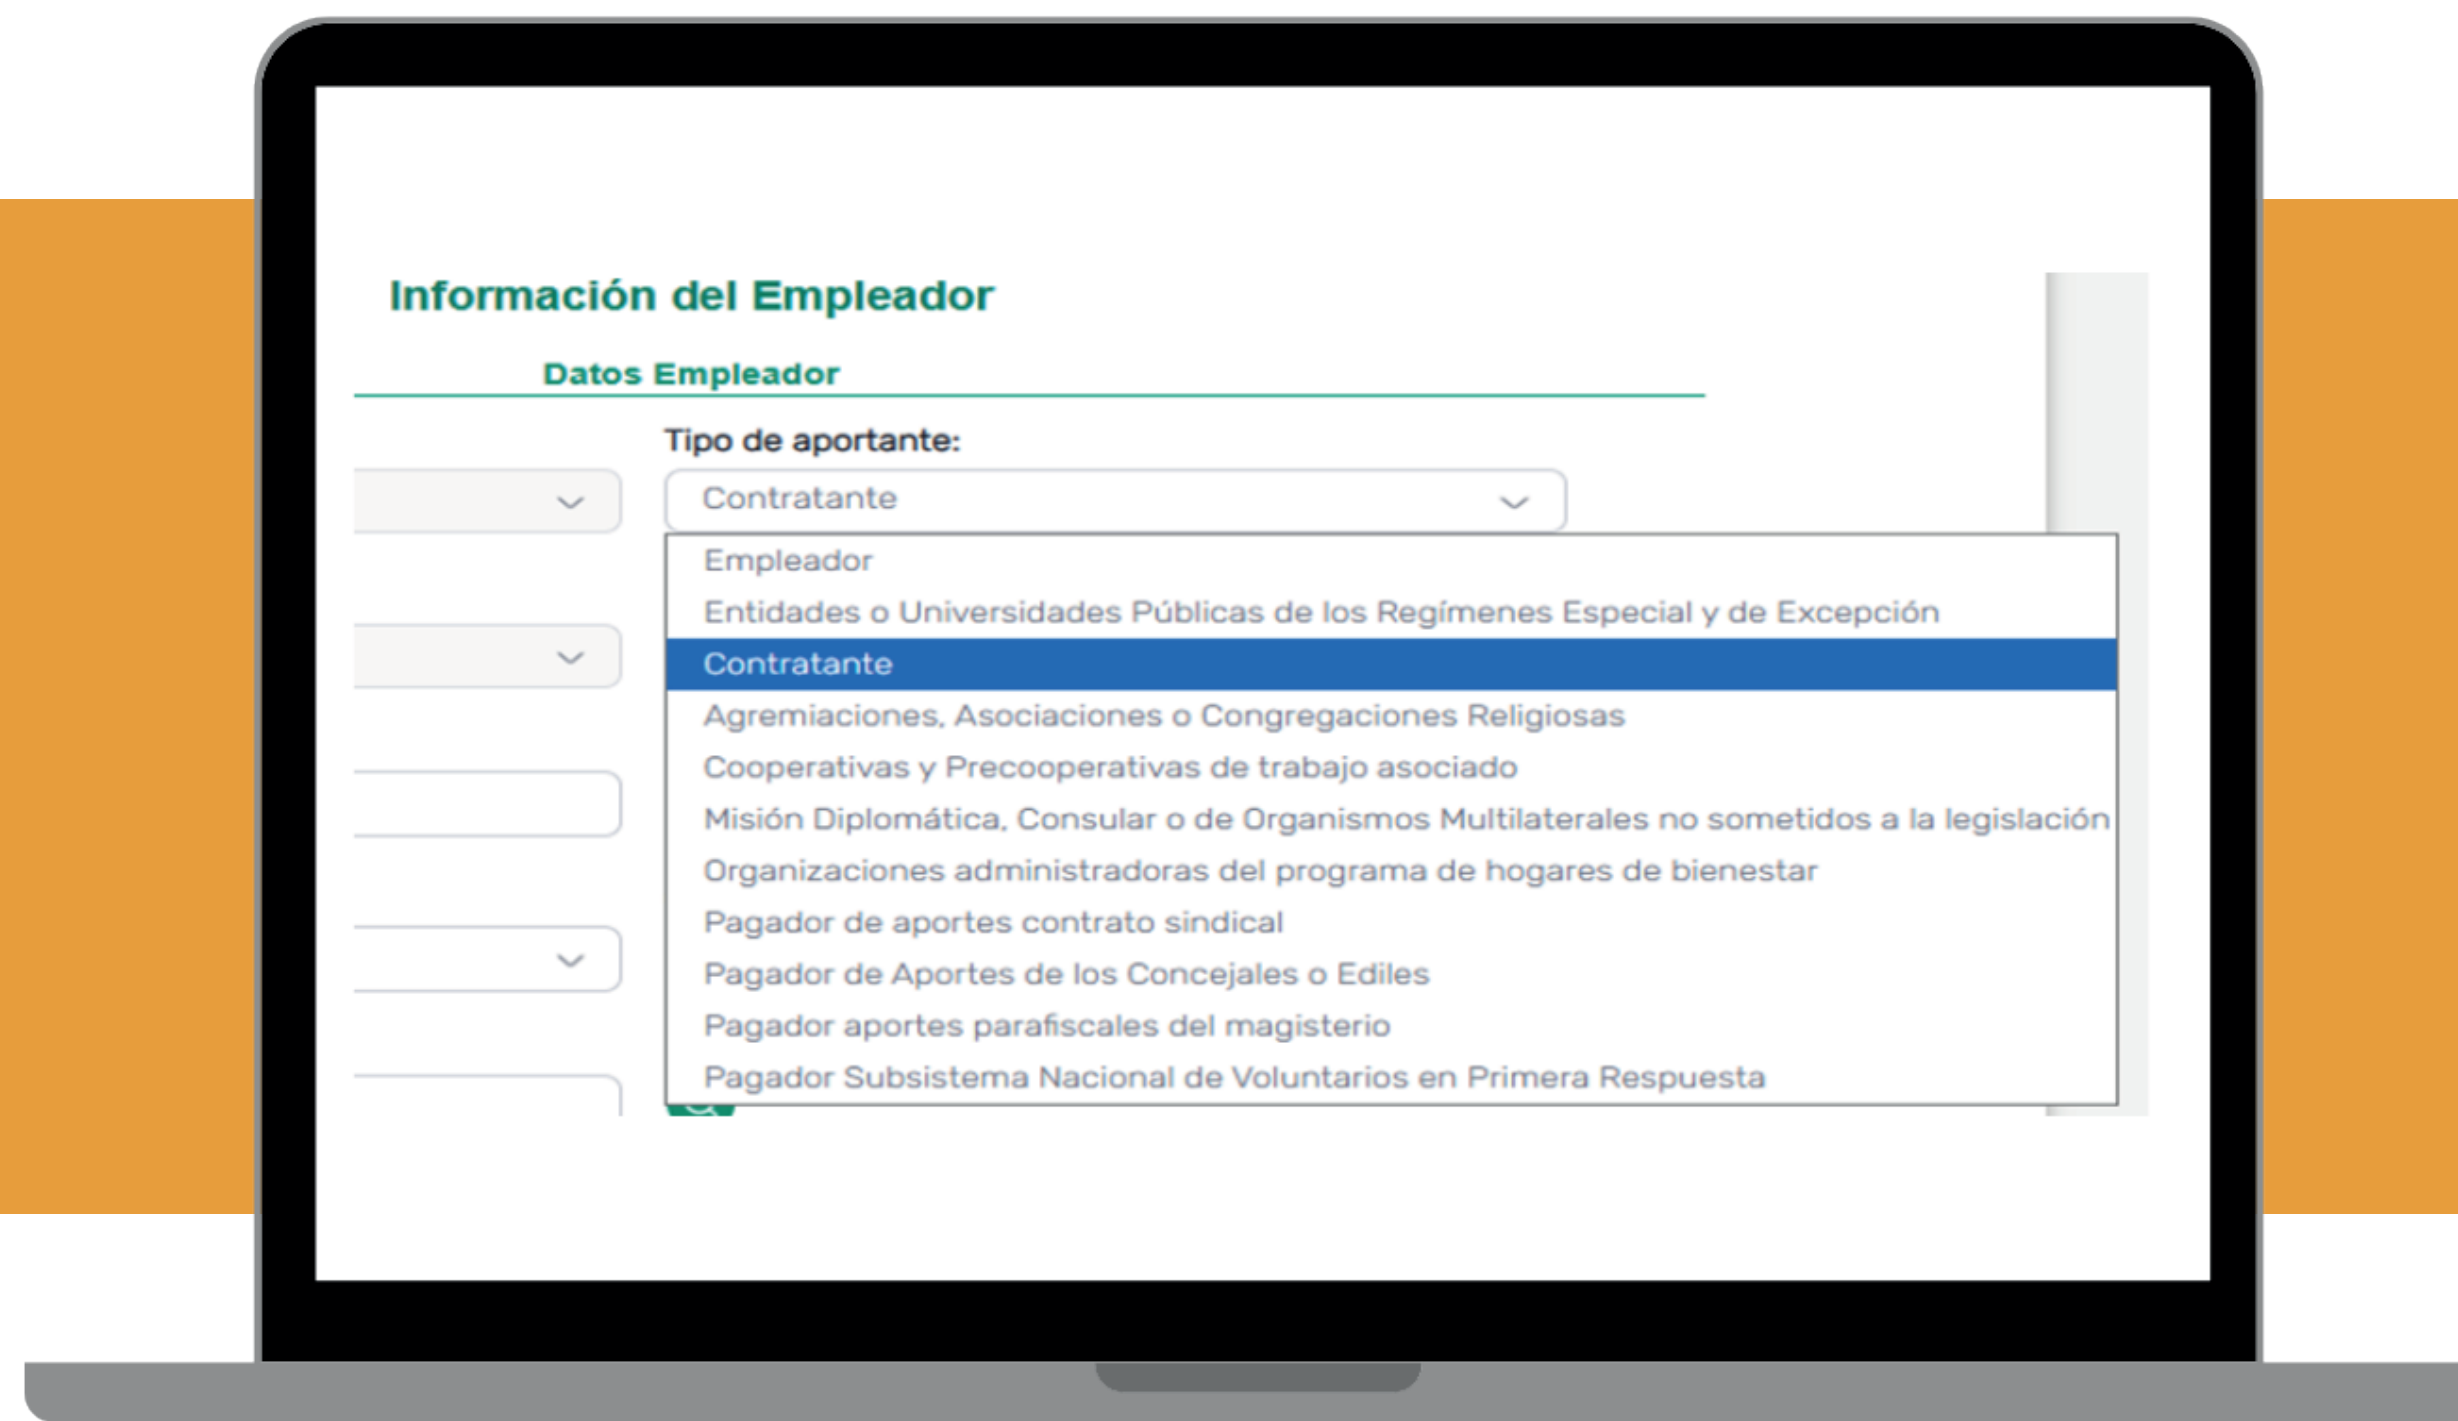 Información del Empleador
Datos Empleador
Tipo de aportante:
Contratante
Empleador
Entidades o Universidades Públicas de los Regímenes Especial y de Excepción
Contratante
Agremiaciones, Asociaciones o Congregaciones Religiosas
Cooperativas y Precooperativas de trabajo asociado
Misión Diplomática, Consular o de Organismos Multilaterales no sometidos a la legislación
Organizaciones administradoras del programa de hogares de bienestar
Pagador de aportes contrato sindical
Pagador de Aportes de los Concejales o Ediles
Pagador aportes parafiscales del magisterio
Pagador Subsistema Nacional de Voluntarios en Primera Respuesta